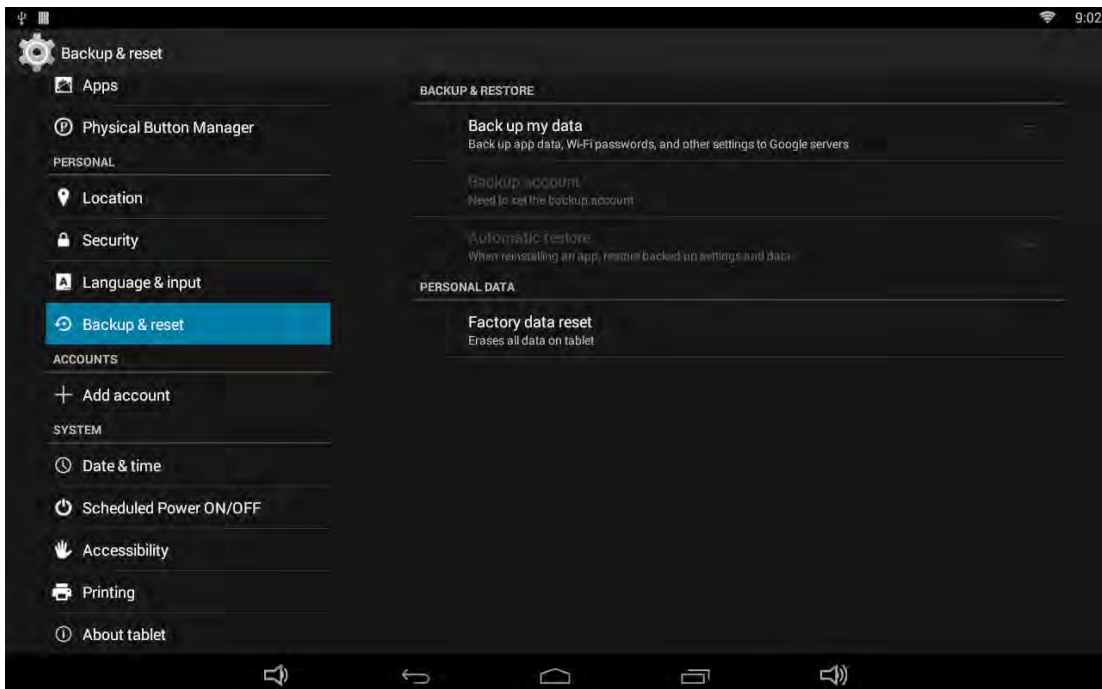 9:02
Backup & reset
Apps
Physical Button Manager
PERSONAL
Location
Security
Language & input
Backup & reset
ACCOUNTS
Add account
SYSTEM
Date & time
Scheduled Power ON/OFF
Accessibility
Printing
About tablet
BACKUP & RESTORE
Back up my data
Back up app data, Wi-Fi passwords, and other settings to Google servers
Backup account
Need to set the backup account
Automatic restore
When reinstalling an app, restore backed up settings and data
PERSONAL DATA
Factory data reset
Erases all data on tablet